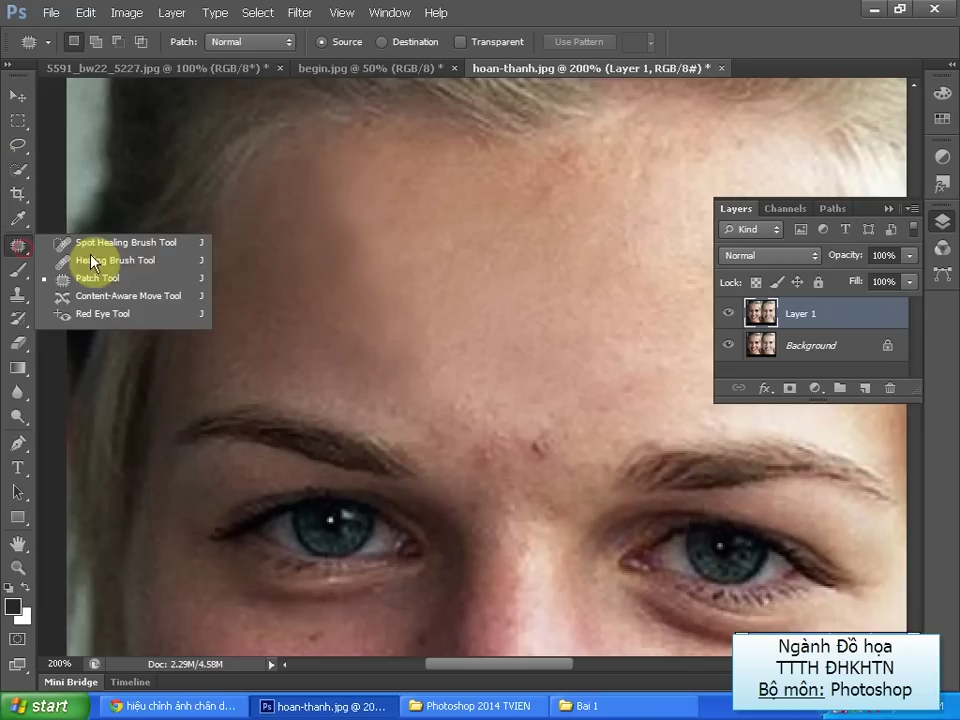 Ps File Edit Image Layer Type Select Filter View Window Help
Patch: Normal Source Destination Transparent Use Pattern
5591_bw22_5227.jpg @ 100% (RGB/8*) * × begin.jpg @ 50% (RGB/8) * × hoan-thanh.jpg @ 200% (Layer 1, RGB/8#) * ×
Spot Healing Brush Tool J
Healing Brush Tool J
Patch Tool J
Content-Aware Move Tool J
Red Eye Tool J
Layers Channels Paths
Kind
Normal Opacity: 100%
Lock: Fill: 100%
Layer 1
Background
200% Doc: 2.29M/4.58M
Mini Bridge Timeline
Ngành Đồ họa
TTTH ĐHKHTN
Bộ môn: Photoshop
start hiệu chỉnh ảnh chân d... Ps hoan-thanh.jpg @ 20... Photoshop 2014 TVIEN Bai 1